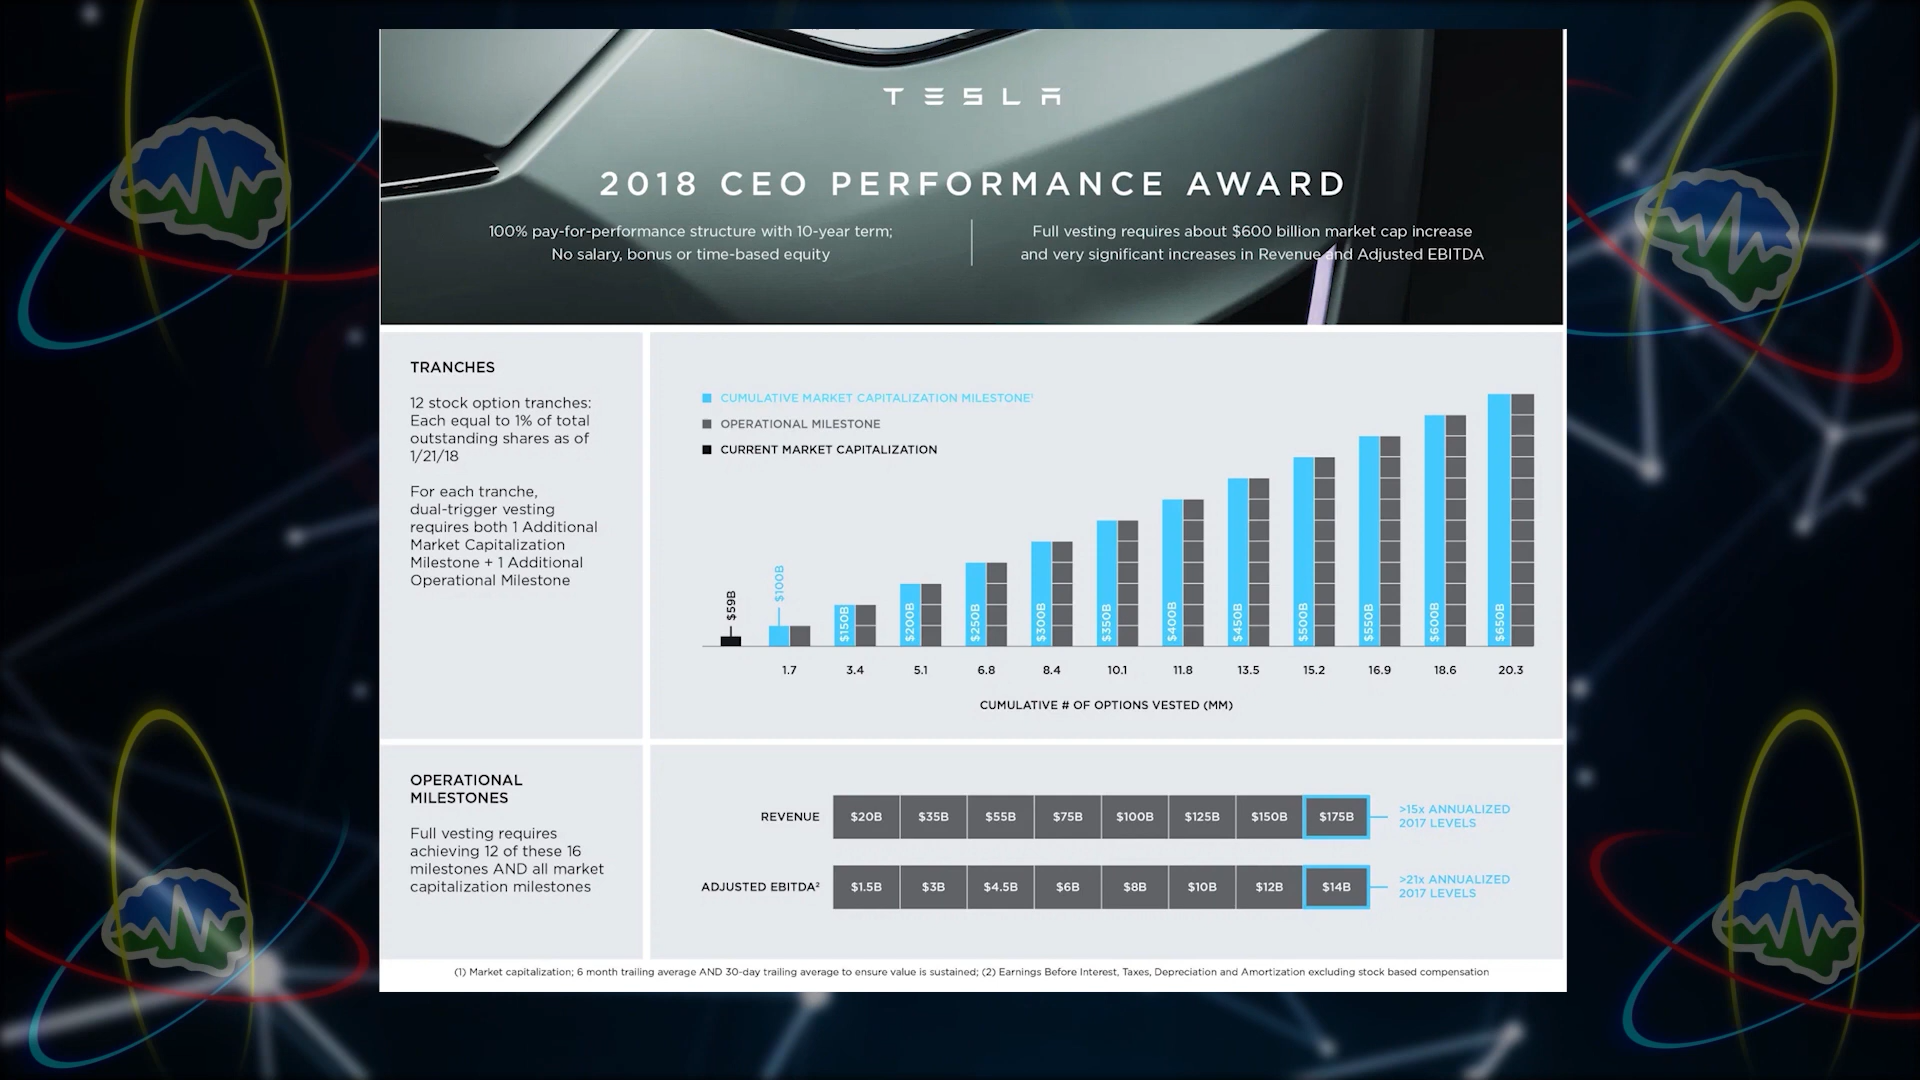 TESLA
2018 CEO PERFORMANCE AWARD
100% pay-for-performance structure with 10-year term;
No salary, bonus or time-based equity
Full vesting requires about $600 billion market cap increase
and very significant increases in Revenue and Adjusted EBITDA
TRANCHES
12 stock option tranches:
Each equal to 1% of total
outstanding shares as of
1/21/18
For each tranche,
dual-trigger vesting
requires both 1 Additional
Market Capitalization
Milestone + 1 Additional
Operational Milestone
CUMULATIVE MARKET CAPITALIZATION MILESTONE¹
OPERATIONAL MILESTONE
CURRENT MARKET CAPITALIZATION
$59B $100B $150B $200B $250B $300B $350B $400B $450B $500B $550B $600B $650B
1.7 3.4 5.1 6.8 8.4 10.1 11.8 13.5 15.2 16.9 18.6 20.3
CUMULATIVE # OF OPTIONS VESTED (MM)
OPERATIONAL
MILESTONES
Full vesting requires
achieving 12 of these 16
milestones AND all market
capitalization milestones
REVENUE $20B $35B $55B $75B $100B $125B $150B $175B
>15x ANNUALIZED
2017 LEVELS
ADJUSTED EBITDA² $1.5B $3B $4.5B $6B $8B $10B $12B $14B
>21x ANNUALIZED
2017 LEVELS
(1) Market capitalization; 6 month trailing average AND 30-day trailing average to ensure value is sustained; (2) Earnings Before Interest, Taxes, Depreciation and Amortization excluding stock based compensation